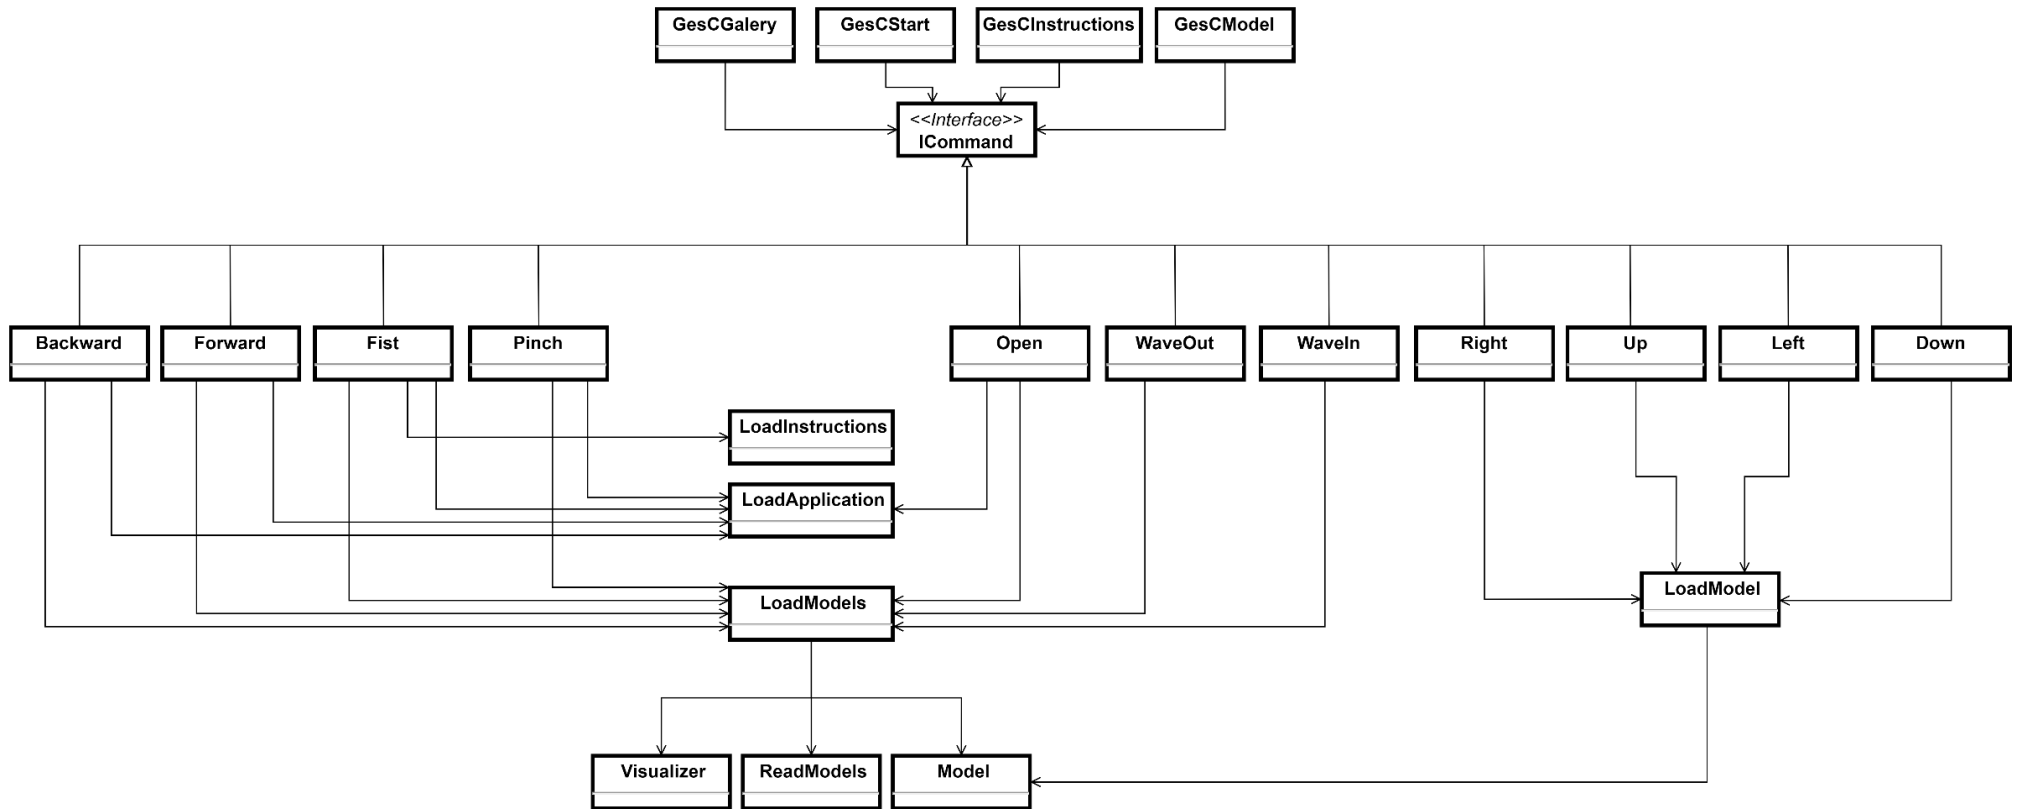 GesCGalery
GesCStart
GesCInstructions
GesCModel
<<Interface>>
ICommand
Backward
Forward
Fist
Pinch
Open
WaveOut
WaveIn
Right
Up
Left
Down
LoadInstructions
LoadApplication
LoadModels
LoadModel
Visualizer
ReadModels
Model